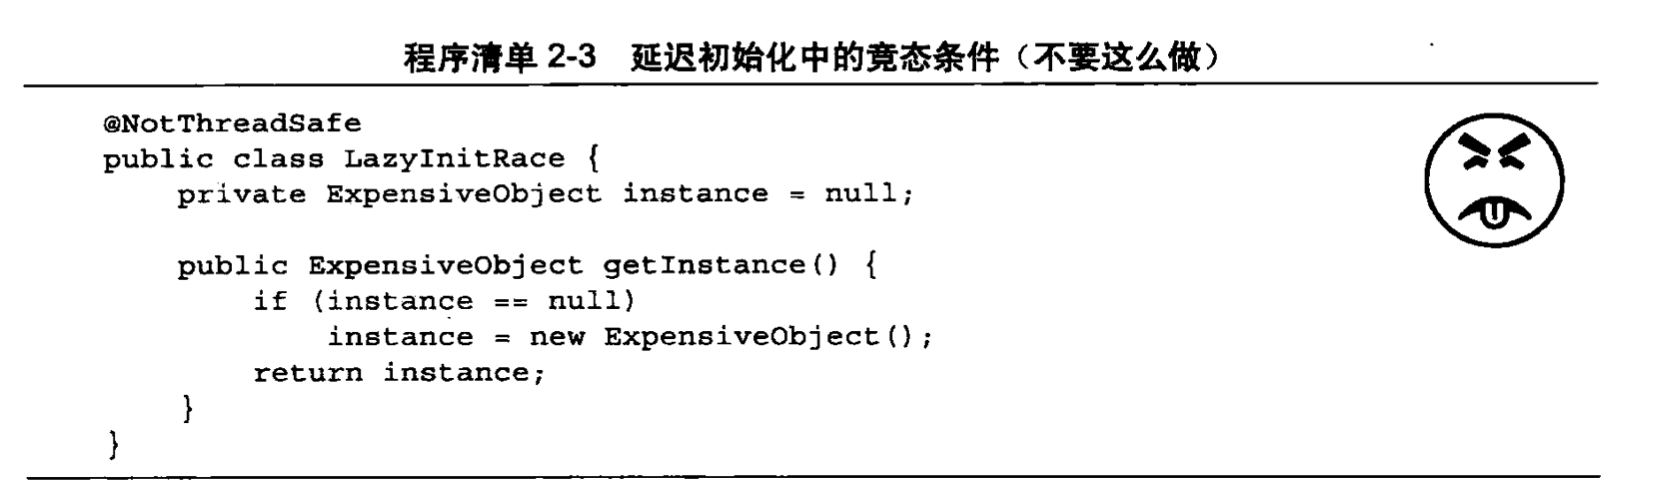 程序清单 2-3 延迟初始化中的竞态条件（不要这么做）
@NotThreadSafe
public class LazyInitRace {
    private ExpensiveObject instance = null;
    public ExpensiveObject getInstance() {
        if (instance == null)
            instance = new ExpensiveObject();
        return instance;
    }
}